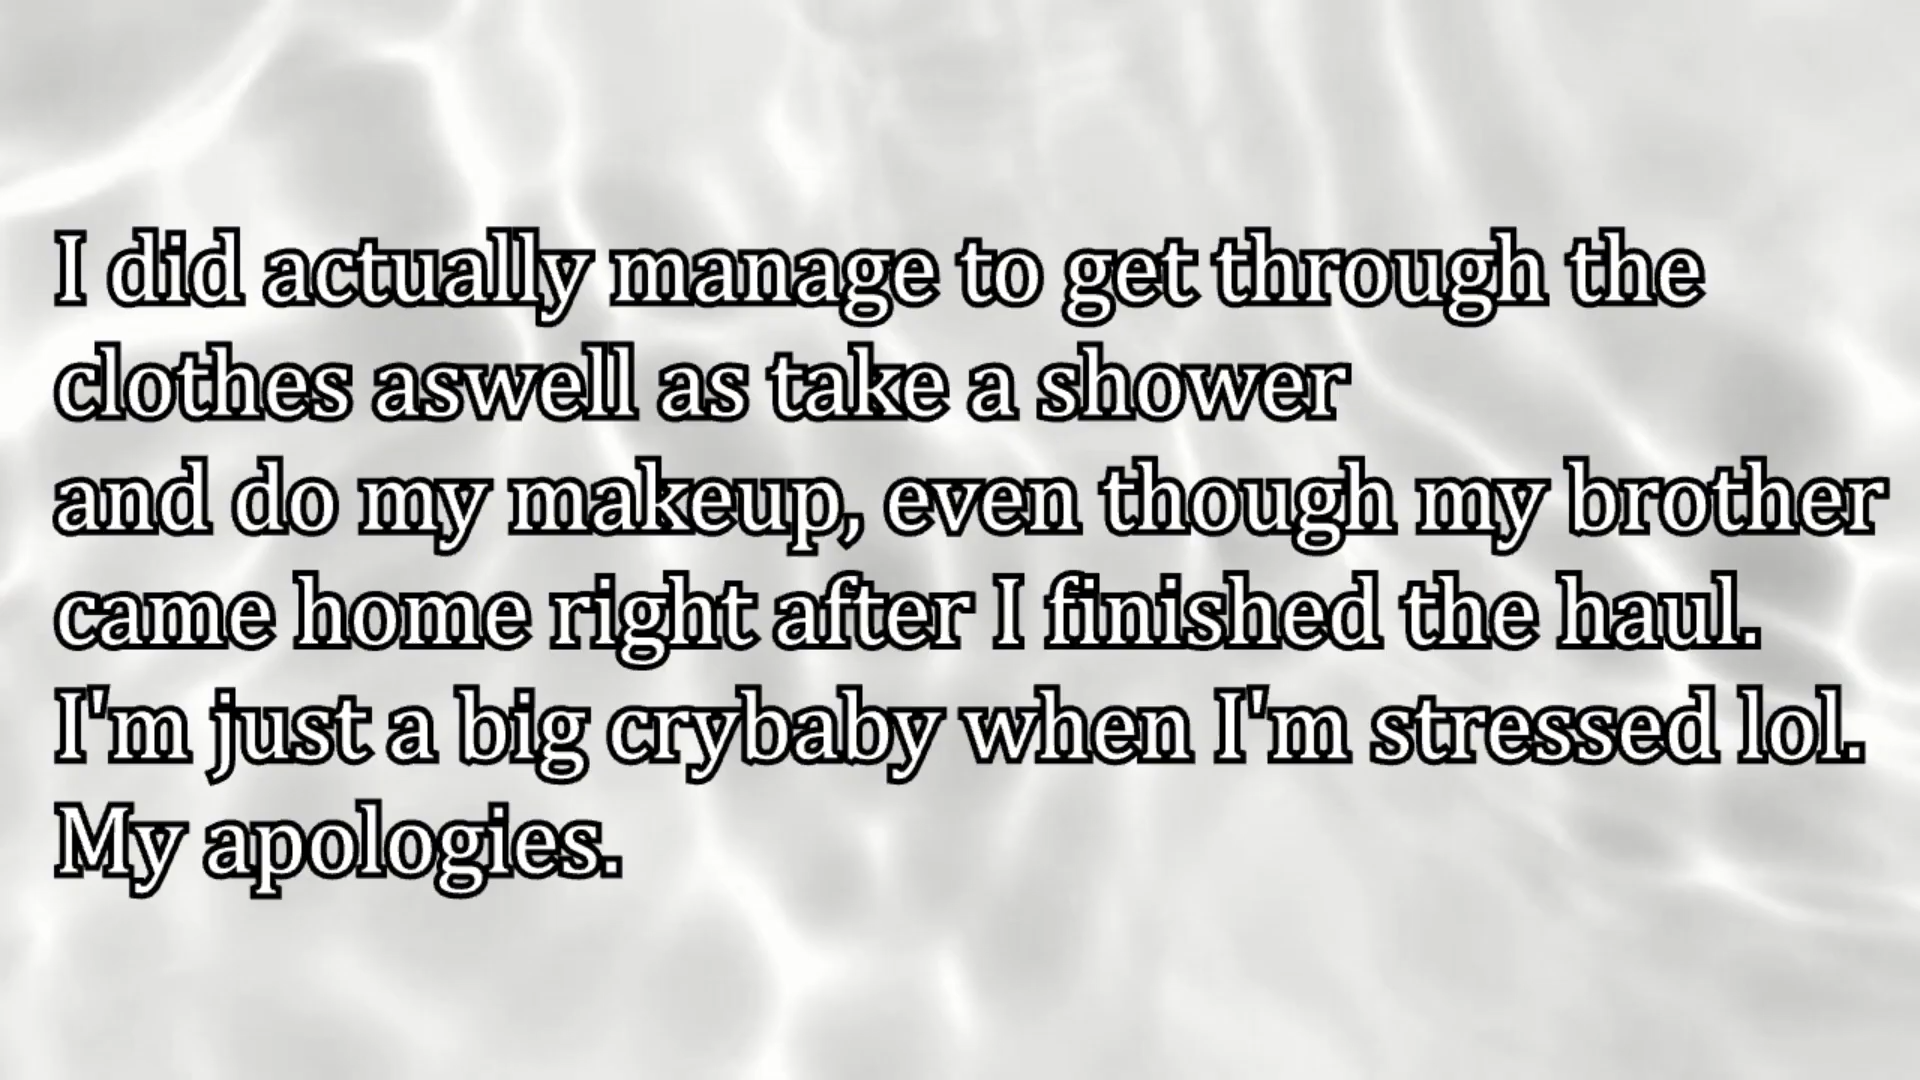 I did actually manage to get through the
clothes aswell as take a shower
and do my makeup, even though my brother
came home right after I finished the haul.
I'm just a big crybaby when I'm stressed lol.
My apologies.